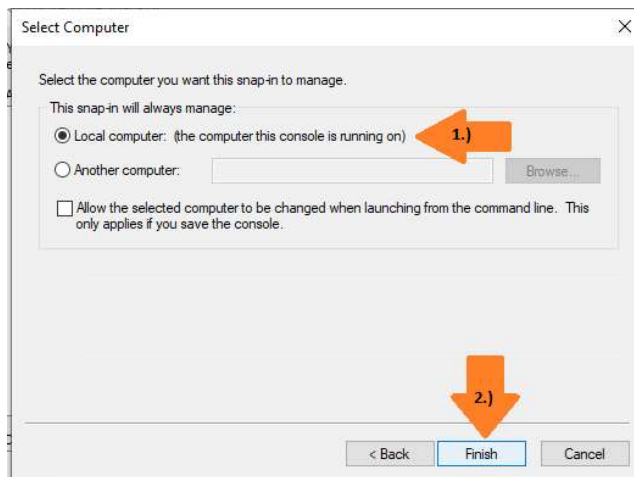 Select Computer
Select the computer you want this snap-in to manage.
This snap-in will always manage:
Local computer: (the computer this console is running on)
1.)
Another computer:
Browse...
Allow the selected computer to be changed when launching from the command line. This
only applies if you save the console.
2.)
< Back
Finish
Cancel